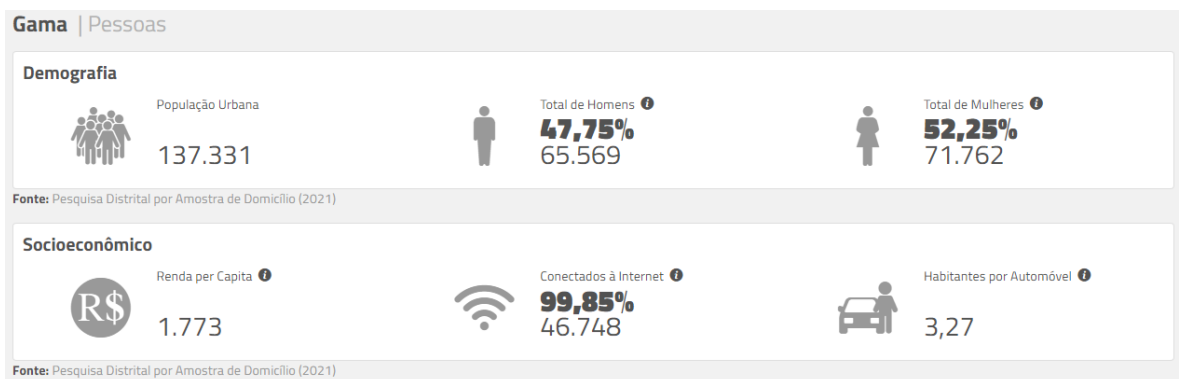 Gama | Pessoas
Demografia
População Urbana
137.331
Total de Homens
47,75%
65.569
Total de Mulheres
52,25%
71.762
Fonte: Pesquisa Distrital por Amostra de Domicílio (2021)
Socioeconômico
R$
Renda per Capita
1.773
Conectados à Internet
99,85%
46.748
Habitantes por Automóvel
3,27
Fonte: Pesquisa Distrital por Amostra de Domicílio (2021)